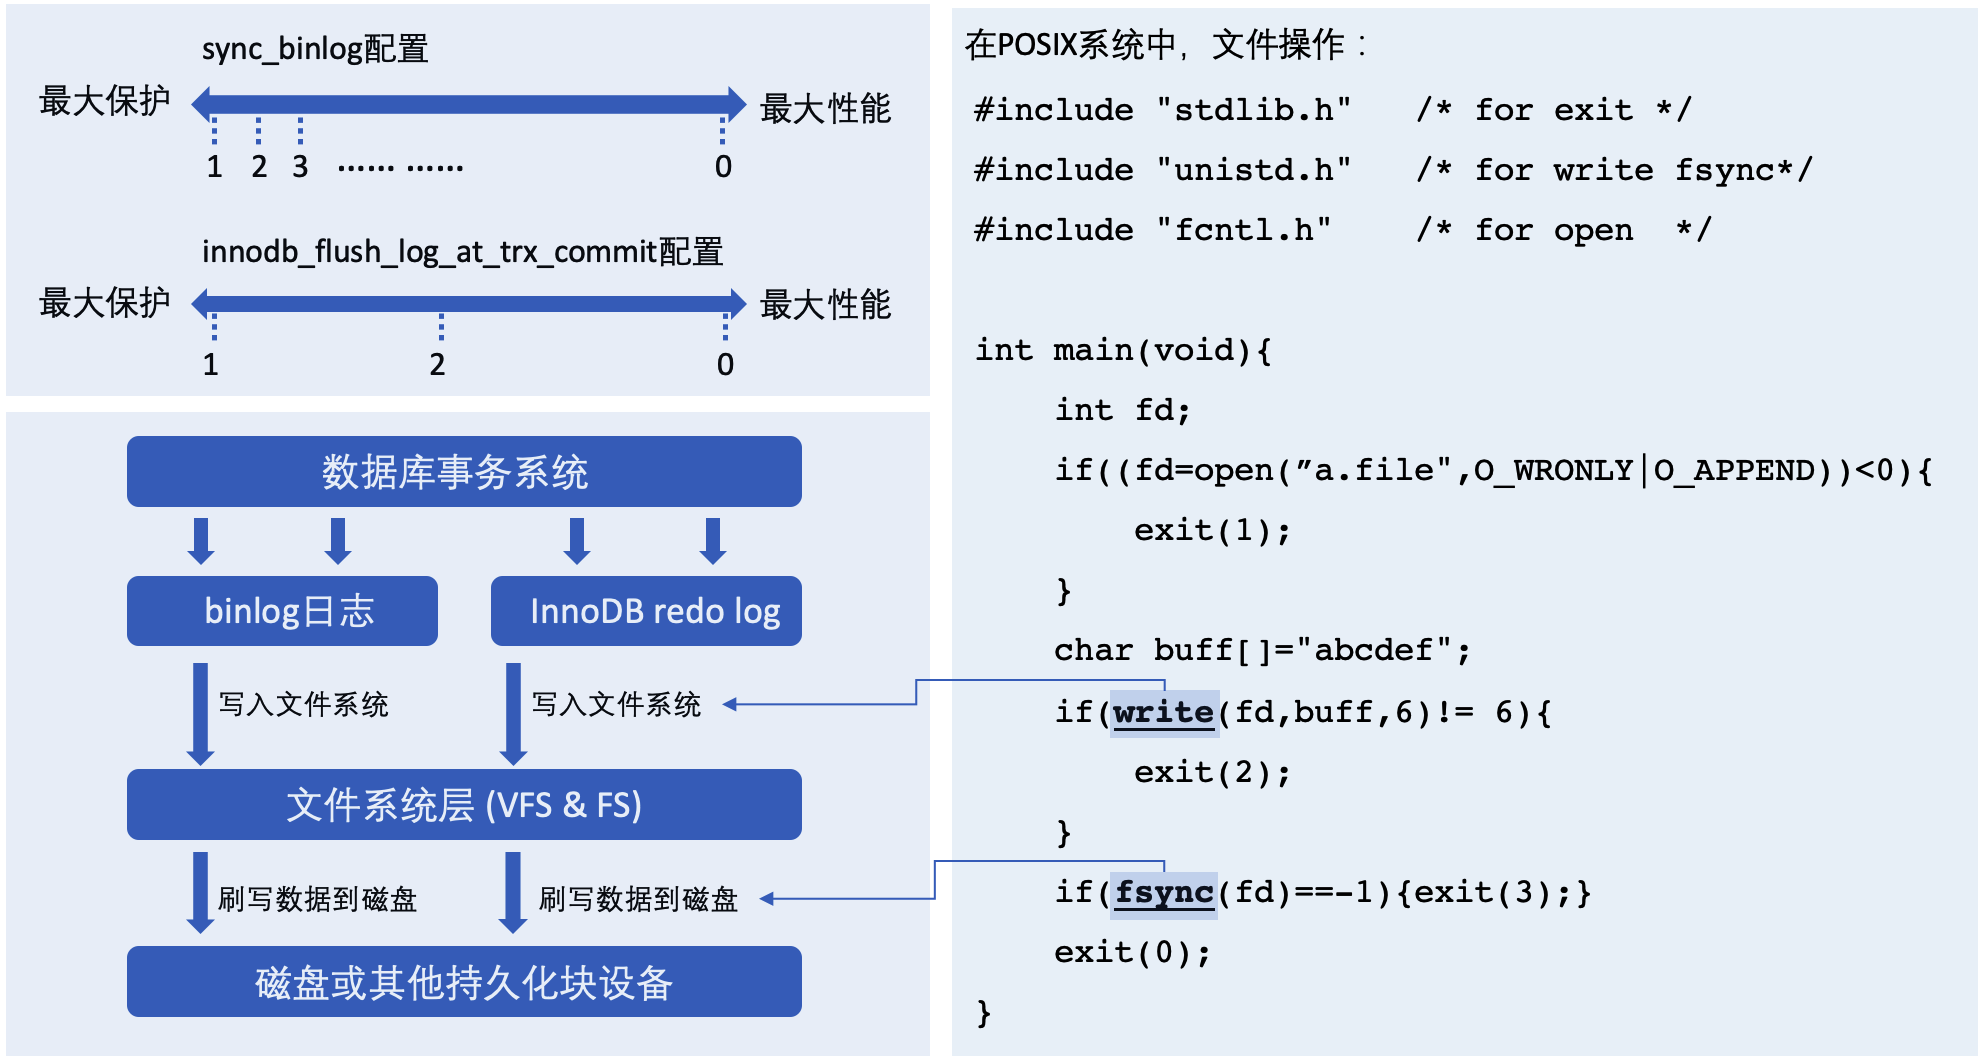 sync_binlog配置
最大保护
最大性能
1 2 3 ...... ...... 0
innodb_flush_log_at_trx_commit配置
最大保护
最大性能
1 2 0
数据库事务系统
binlog日志
InnoDB redo log
写入文件系统
写入文件系统
文件系统层 (VFS & FS)
刷写数据到磁盘
刷写数据到磁盘
磁盘或其他持久化块设备
在POSIX系统中，文件操作：
#include "stdlib.h" /* for exit */
#include "unistd.h" /* for write fsync*/
#include "fcntl.h" /* for open */
int main(void){
int fd;
if((fd=open(”a.file",O_WRONLY|O_APPEND))<0){
exit(1);
}
char buff[]="abcdef";
if(write(fd,buff,6)!= 6){
exit(2);
}
if(fsync(fd)==-1){exit(3);}
exit(0);
}